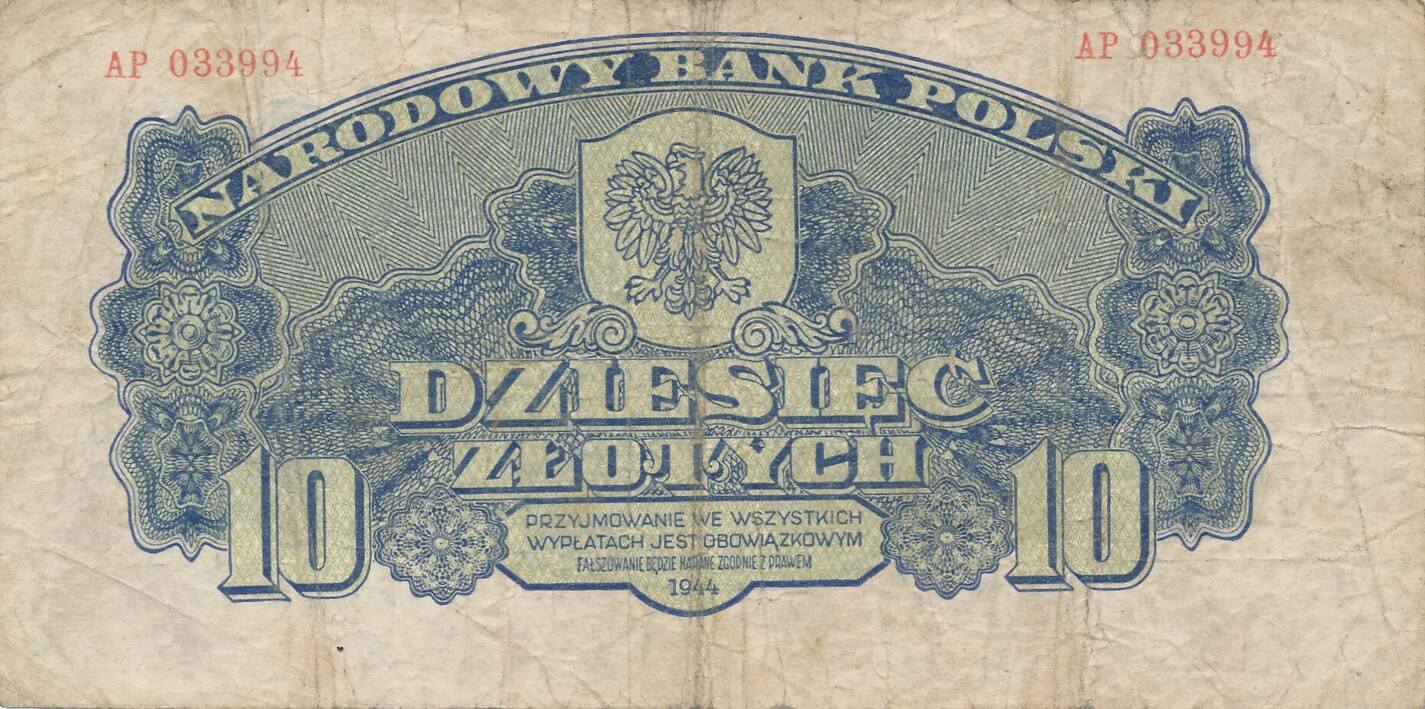 AP 033994
AP 033994
NARODOWY BANK POLSKI
DZIESIĘĆ
ZŁOTYCH
10
10
PRZYJMOWANIE WE WSZYSTKICH
WYPŁATACH JEST OBOWIĄZKOWYM
FAŁSZOWANIE BĘDZIE KARANE ZGODNIE Z PRAWEM
1944